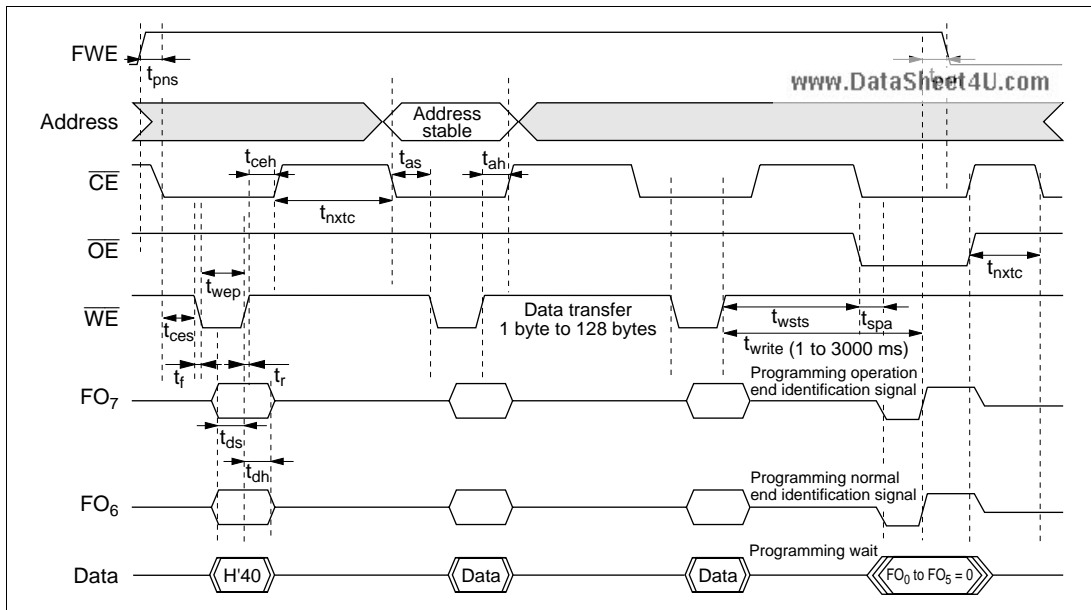 FWE
tpns
www.DataSheet4U.com
Address
Address
stable
tceh
tas
tah
CE
tnxtc
OE
tnxtc
twep
WE
Data transfer
1 byte to 128 bytes
twsts
tspa
tces
twrite (1 to 3000 ms)
tf
tr
Programming operation
end identification signal
FO7
tds
tdh
Programming normal
end identification signal
FO6
Programming wait
Data
H'40
Data
Data
FO0 to FO5 = 0